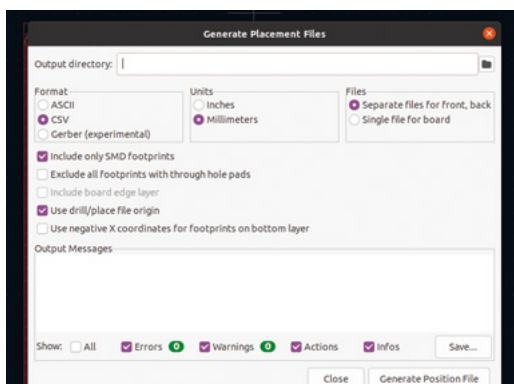 Generate Placement Files
Output directory:
Format Units Files
ASCII Inches Separate files for front, back
CSV Millimeters Single file for board
Gerber (experimental)
Include only SMD footprints
Exclude all footprints with through hole pads
Include board edge layer
Use drill/place file origin
Use negative X coordinates for footprints on bottom layer
Output Messages
Show: All Errors 0 Warnings 0 Actions Infos Save...
Close Generate Position File